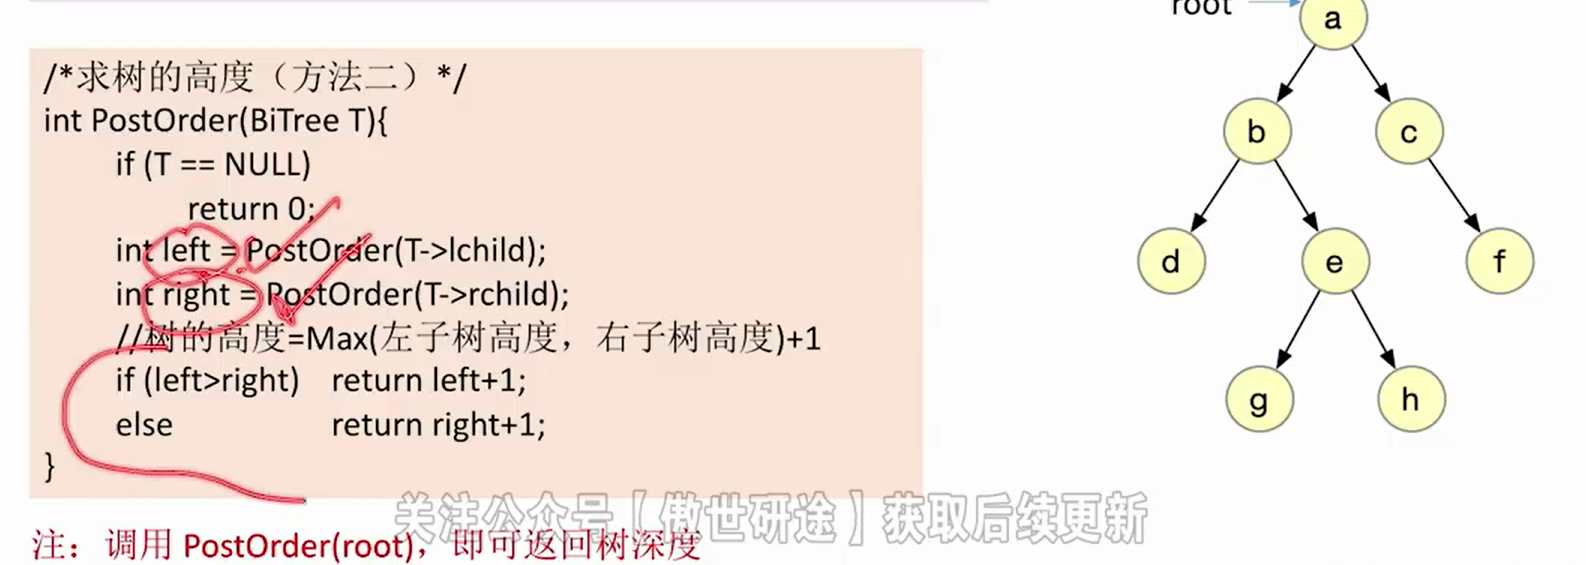 /*求树的高度（方法二）*/
int PostOrder(BiTree T){
if (T == NULL)
return 0;
int left = PostOrder(T->lchild);
int right = PostOrder(T->rchild);
//树的高度=Max(左子树高度，右子树高度)+1
if (left>right) return left+1;
else return right+1;
}
注：调用 PostOrder(root)，即可返回树深度
关注公众号【傲世研途】获取后续更新
root
a
b
c
d
e
f
g
h